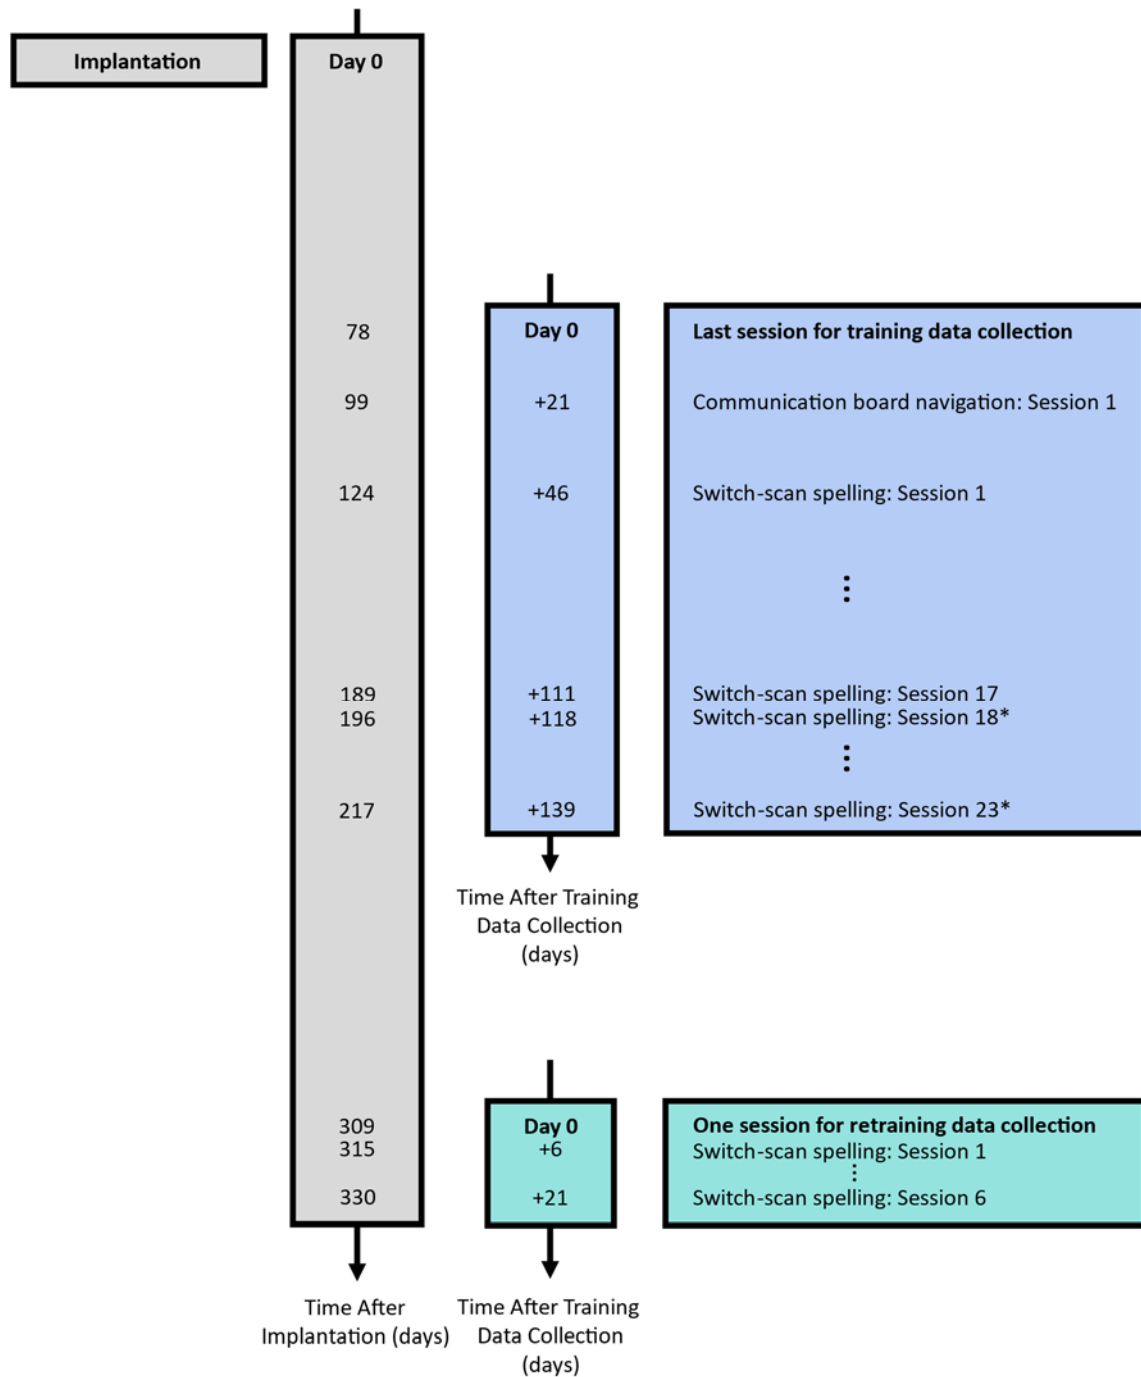 Implantation
Day 0
78
Day 0
Last session for training data collection
99
+21
Communication board navigation: Session 1
124
+46
Switch-scan spelling: Session 1
⋮
189
+111
Switch-scan spelling: Session 17
196
+118
Switch-scan spelling: Session 18*
⋮
217
+139
Switch-scan spelling: Session 23*
Time After Training
Data Collection
(days)
309
Day 0
One session for retraining data collection
315
+6
Switch-scan spelling: Session 1
⋮
330
+21
Switch-scan spelling: Session 6
Time After
Implantation (days)
Time After Training
Data Collection
(days)